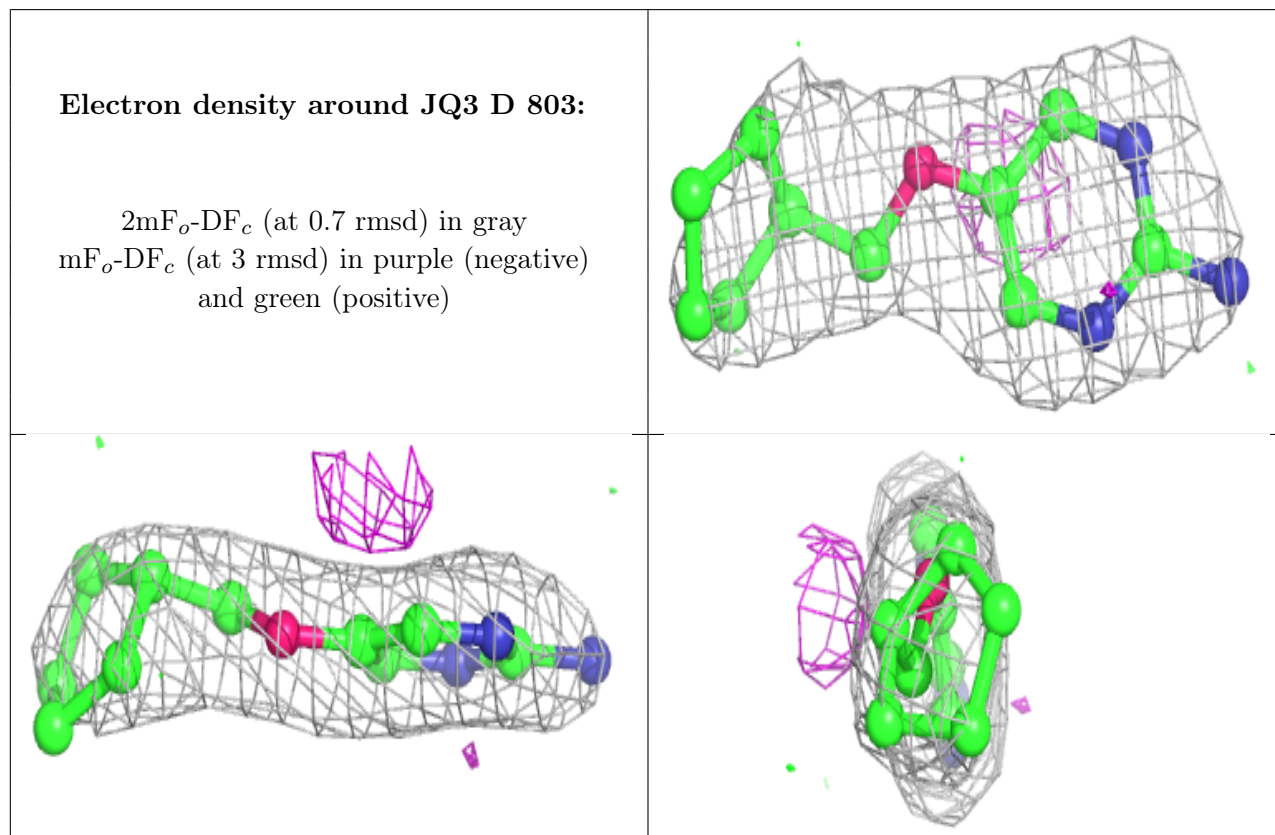 Electron density around JQ3 D 803:
2mFₒ-DF𝒸 (at 0.7 rmsd) in gray
mFₒ-DF𝒸 (at 3 rmsd) in purple (negative)
and green (positive)